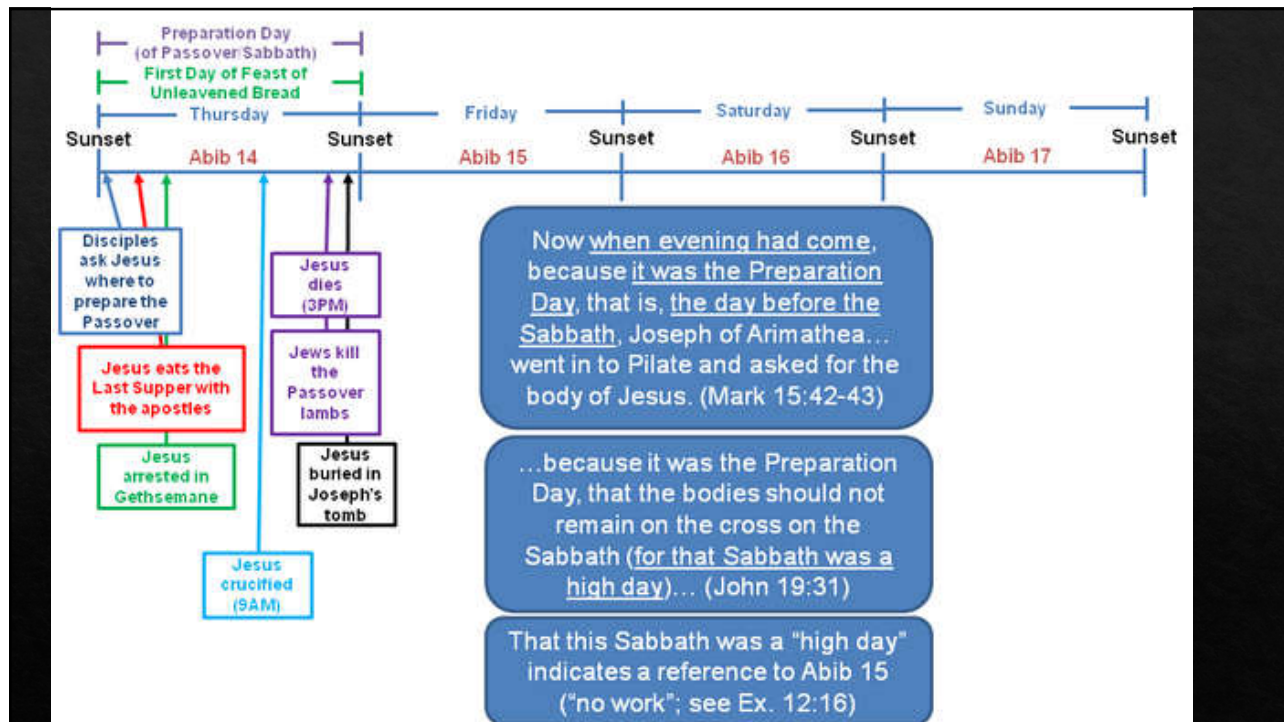 Preparation Day
(of Passover/Sabbath)
First Day of Feast of
Unleavened Bread
Thursday
Friday
Saturday
Sunday
Sunset
Sunset
Sunset
Sunset
Sunset
Abib 14
Abib 15
Abib 16
Abib 17
Disciples
ask Jesus
where to
prepare the
Passover
Jesus eats the
Last Supper with
the apostles
Jesus
arrested in
Gethsemane
Jesus
crucified
(9AM)
Jesus
dies
(3PM)
Jews kill
the
Passover
lambs
Jesus
buried in
Joseph's
tomb
Now when evening had come,
because it was the Preparation
Day, that is, the day before the
Sabbath, Joseph of Arimathea…
went in to Pilate and asked for the
body of Jesus. (Mark 15:42-43)
…because it was the Preparation
Day, that the bodies should not
remain on the cross on the
Sabbath (for that Sabbath was a
high day)… (John 19:31)
That this Sabbath was a “high day”
indicates a reference to Abib 15
(“no work”; see Ex. 12:16)